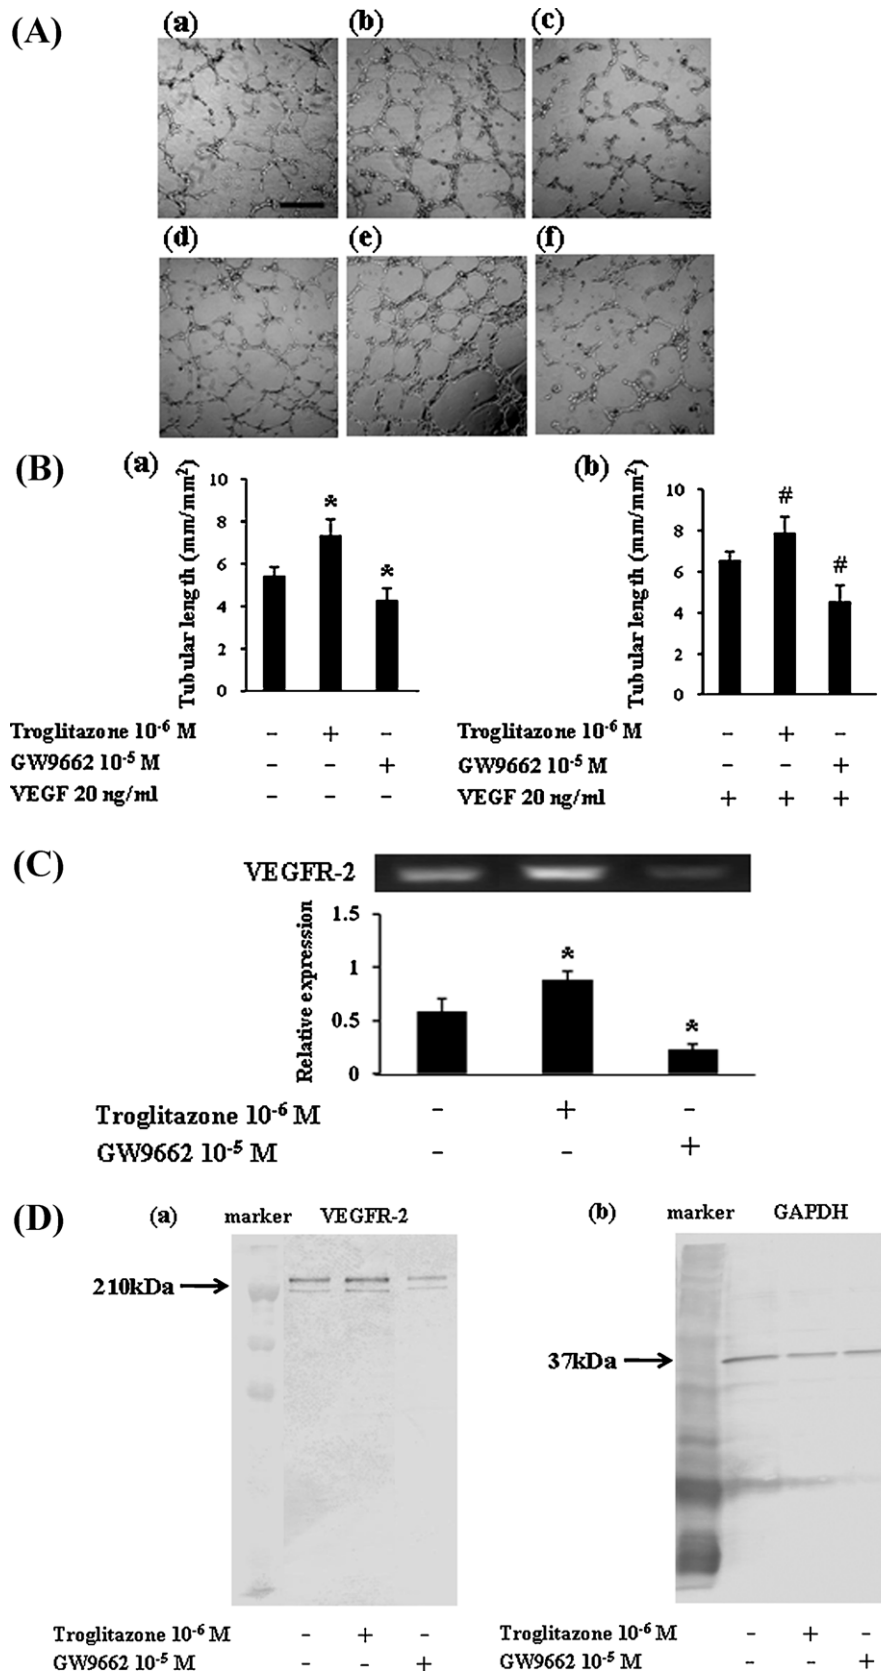 (A)
(a) (b) (c)
(d) (e) (f)
(B)
(a) (b)
Tubular length (mm/mm²)
10
8
6
4
2
0
* *
Tubular length (mm/mm²)
10
8
6
4
2
0
# #
Troglitazone 10⁻⁶ M - + -
GW9662 10⁻⁵ M - - +
VEGF 20 ng/ml - - -
Troglitazone 10⁻⁶ M - + -
GW9662 10⁻⁵ M - - +
VEGF 20 ng/ml + + +
(C)
VEGFR-2
Relative expression
1.5
1
0.5
0
* *
Troglitazone 10⁻⁶ M - + -
GW9662 10⁻⁵ M - - +
(D)
(a) marker VEGFR-2
210kDa
(b) marker GAPDH
37kDa
Troglitazone 10⁻⁶ M - + -
GW9662 10⁻⁵ M - - +
Troglitazone 10⁻⁶ M - + -
GW9662 10⁻⁵ M - - +